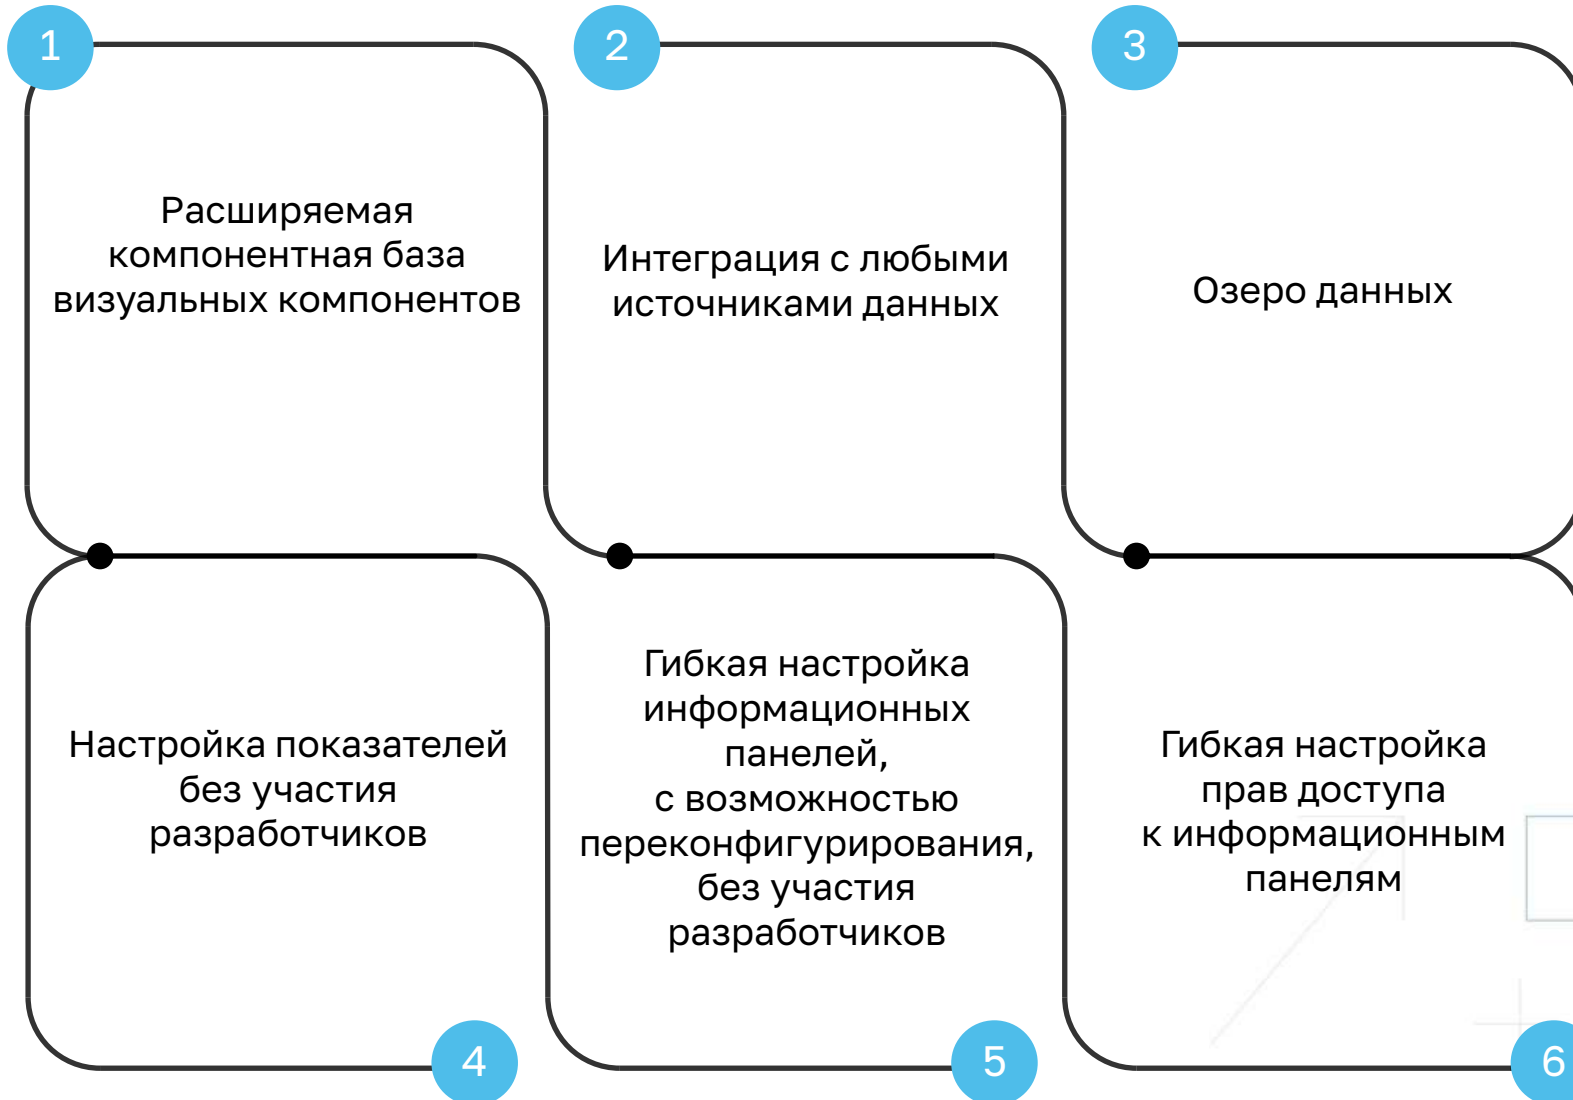 1
Расширяемая
компонентная база
визуальных компонентов
2
Интеграция с любыми
источниками данных
3
Озеро данных
Настройка показателей
без участия
разработчиков
4
Гибкая настройка
информационных
панелей,
с возможностью
переконфигурирования,
без участия
разработчиков
5
Гибкая настройка
прав доступа
к информационным
панелям
6